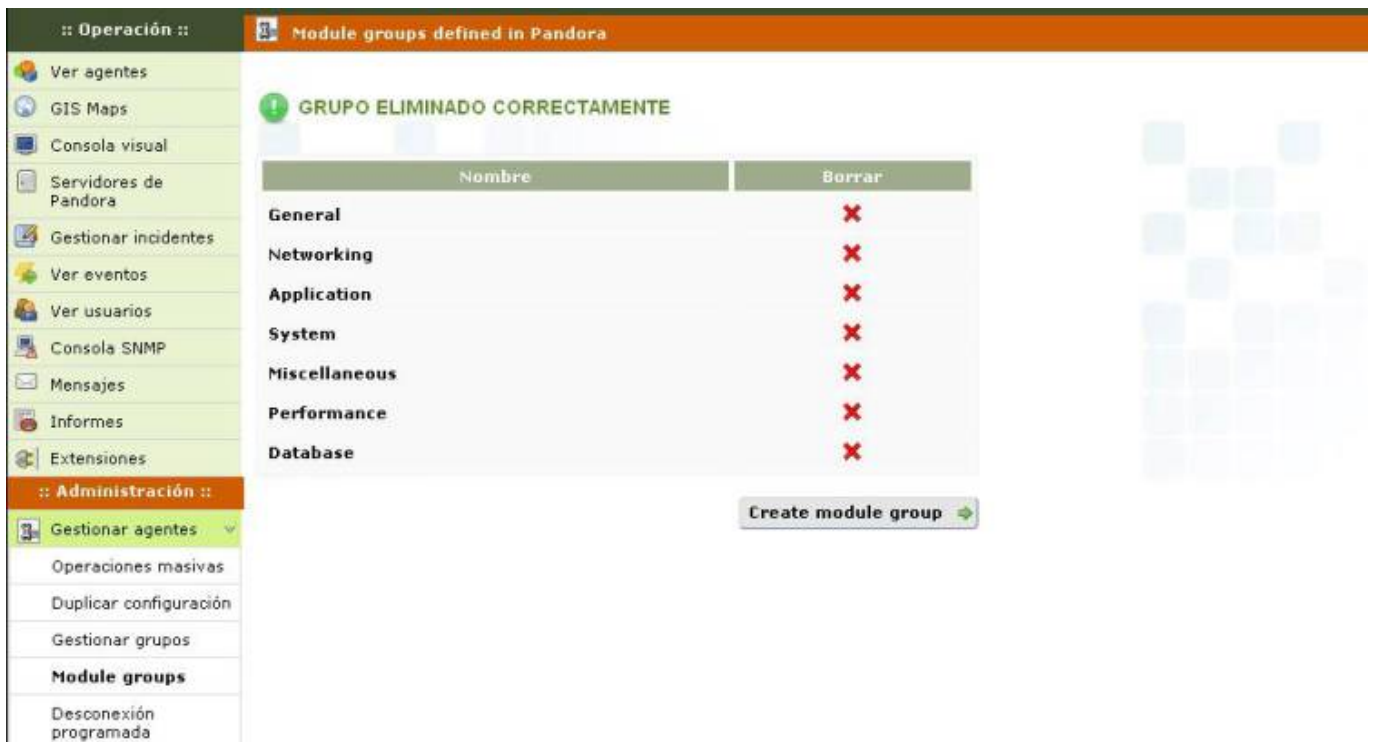 :: Operación ::
Ver agentes
GIS Maps
Consola visual
Servidores de
Pandora
Gestionar incidentes
Ver eventos
Ver usuarios
Consola SNMP
Mensajes
Informes
Extensiones
:: Administración ::
Gestionar agentes
Operaciones masivas
Duplicar configuración
Gestionar grupos
Module groups
Desconexión
programada
Module groups defined in Pandora
GRUPO ELIMINADO CORRECTAMENTE
Nombre Borrar
General
Networking
Application
System
Miscellaneous
Performance
Database
Create module group